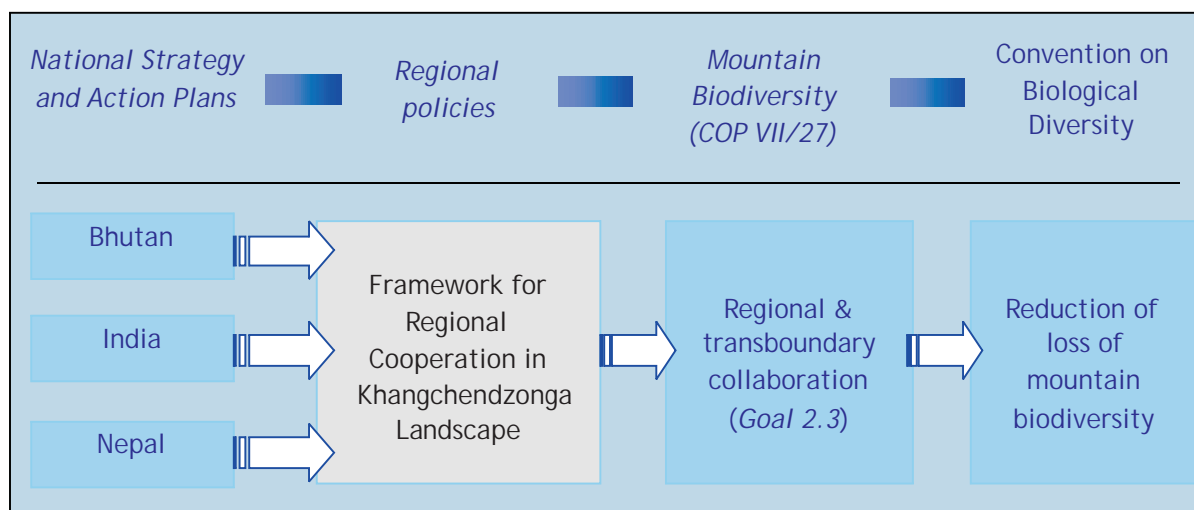 National Strategy
and Action Plans
Regional
policies
Mountain
Biodiversity
(COP VII/27)
Convention on
Biological
Diversity
Bhutan
India
Nepal
Framework for
Regional
Cooperation in
Khangchendzonga
Landscape
Regional &
transboundary
collaboration
(Goal 2.3)
Reduction of
loss of
mountain
biodiversity